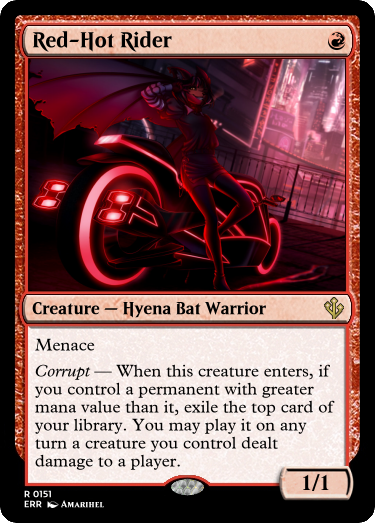 Red-Hot Rider
Creature — Hyena Bat Warrior
Menace
Corrupt — When this creature enters, if
you control a permanent with greater
mana value than it, exile the top card of
your library. You may play it on any
turn a creature you control dealt
damage to a player.
1/1
R 0151
ERR Amarihel